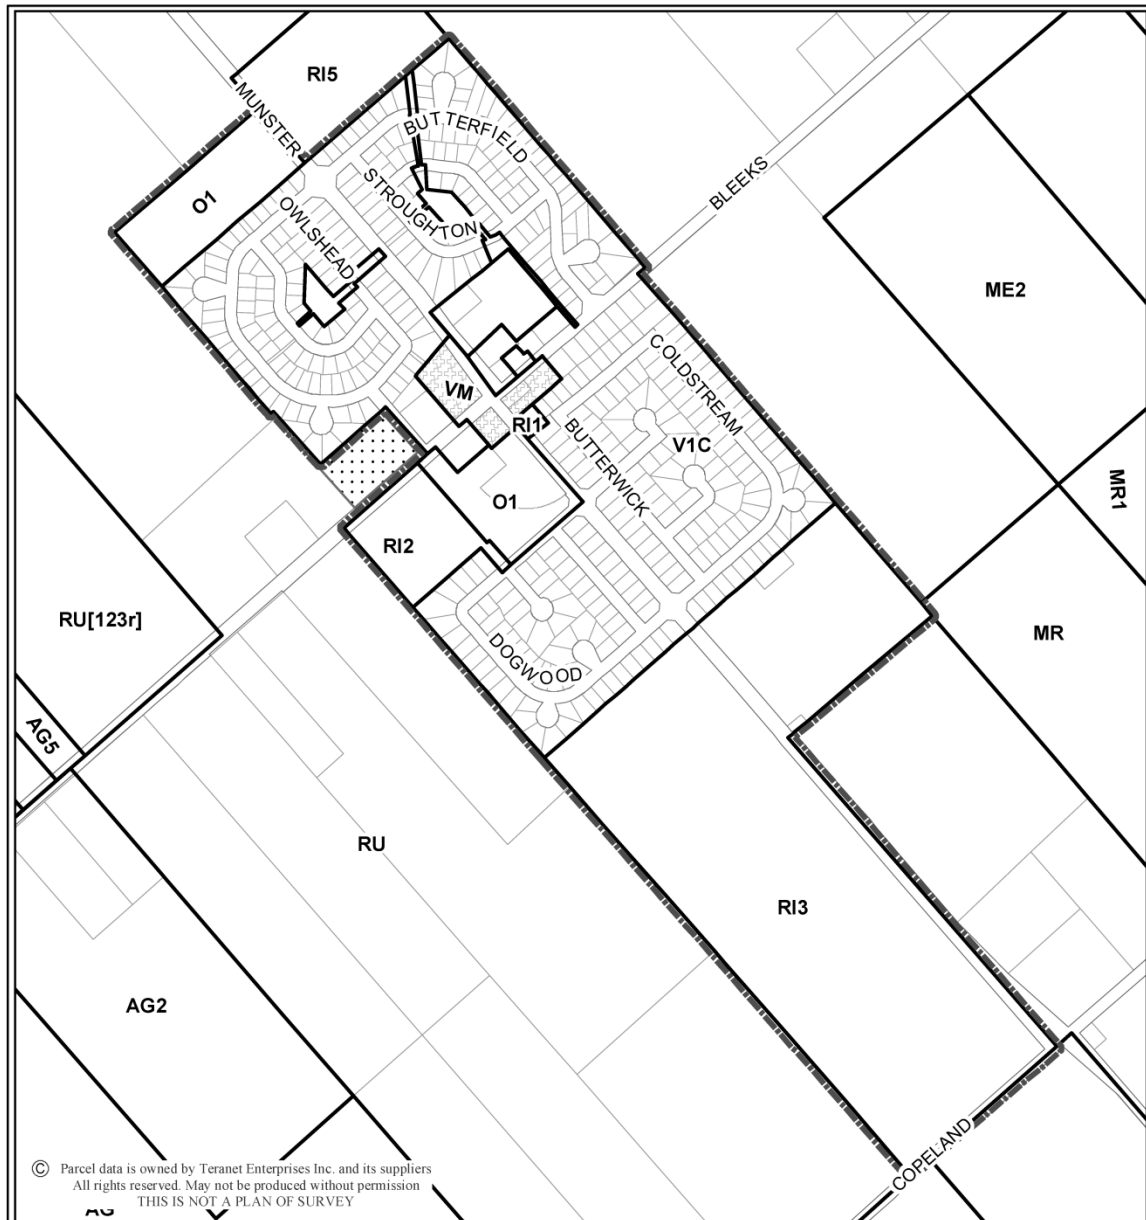 RI5
MUNSTER
BUTTERFIELD
BLEEKS
STROUGHTON
O1
OWLSHEAD
ME2
COLDSTREAM
VM
RI1
V1C
BUTTERWICK
MR1
O1
RI2
RU[123r]
MR
DOGWOOD
AG5
RU
RI3
AG2
COPELAND
© Parcel data is owned by Teranet Enterprises Inc. and its suppliers
All rights reserved. May not be produced without permission
THIS IS NOT A PLAN OF SURVEY
AG